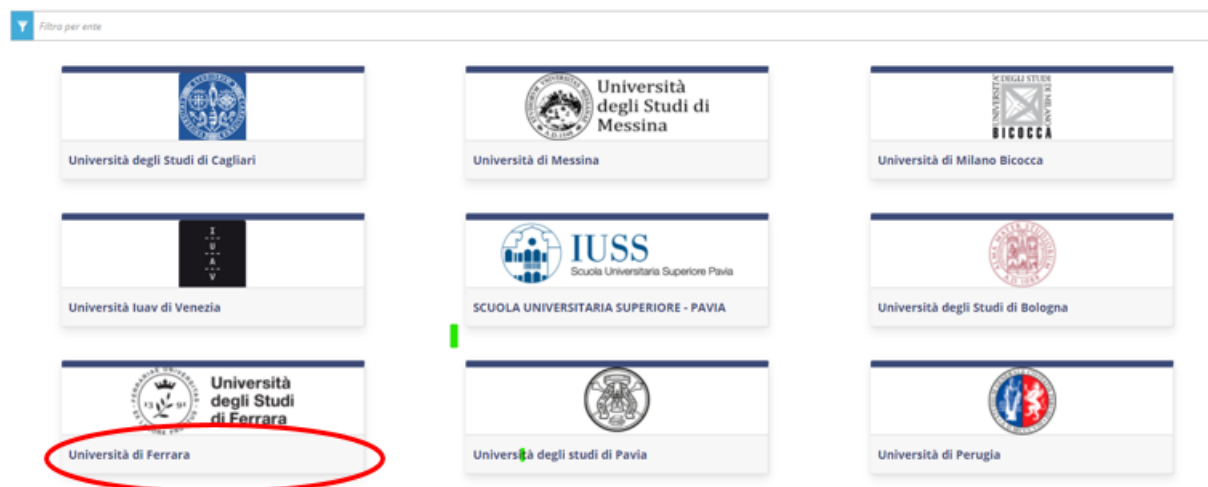 Filtra per ente
Università degli Studi di Cagliari
Università
degli Studi di
Messina
Università di Messina
BICOCCA
Università di Milano Bicocca
I
U
A
V
Università Iuav di Venezia
IUSS
Scuola Universitaria Superiore Pavia
SCUOLA UNIVERSITARIA SUPERIORE - PAVIA
Università degli Studi di Bologna
Università
degli Studi
di Ferrara
Università di Ferrara
Università degli studi di Pavia
Università di Perugia